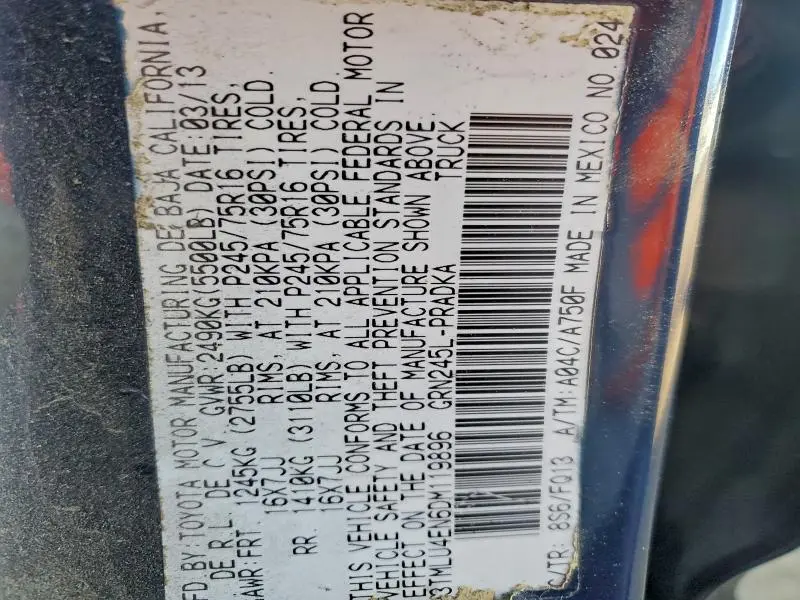 FD BY TOYOTA MOTOR MANUFACTURING DE BAJA CALIFORNIA,
DE R.L. DE C.V. GVWR:2490KG(5500LB) DATE:03/13
GAWR:FRT. 1245KG (2755LB) WITH P245/75R16 TIRES,
16X7JJ RIMS, AT 210KPA (30PSI) COLD.
RR. 1410KG (3110LB) WITH P245/75R16 TIRES,
16X7JJ RIMS, AT 210KPA (30PSI) COLD.
THIS VEHICLE CONFORMS TO ALL APPLICABLE FEDERAL MOTOR
VEHICLE SAFETY AND THEFT PREVENTION STANDARDS IN
EFFECT ON THE DATE OF MANUFACTURE SHOWN ABOVE.
3TMLU4EN6DM119896 GRN245L-PRADKA TRUCK
C/TR: 8S6/FQ13 A/TM:A04C/A750F MADE IN MEXICO NO 024